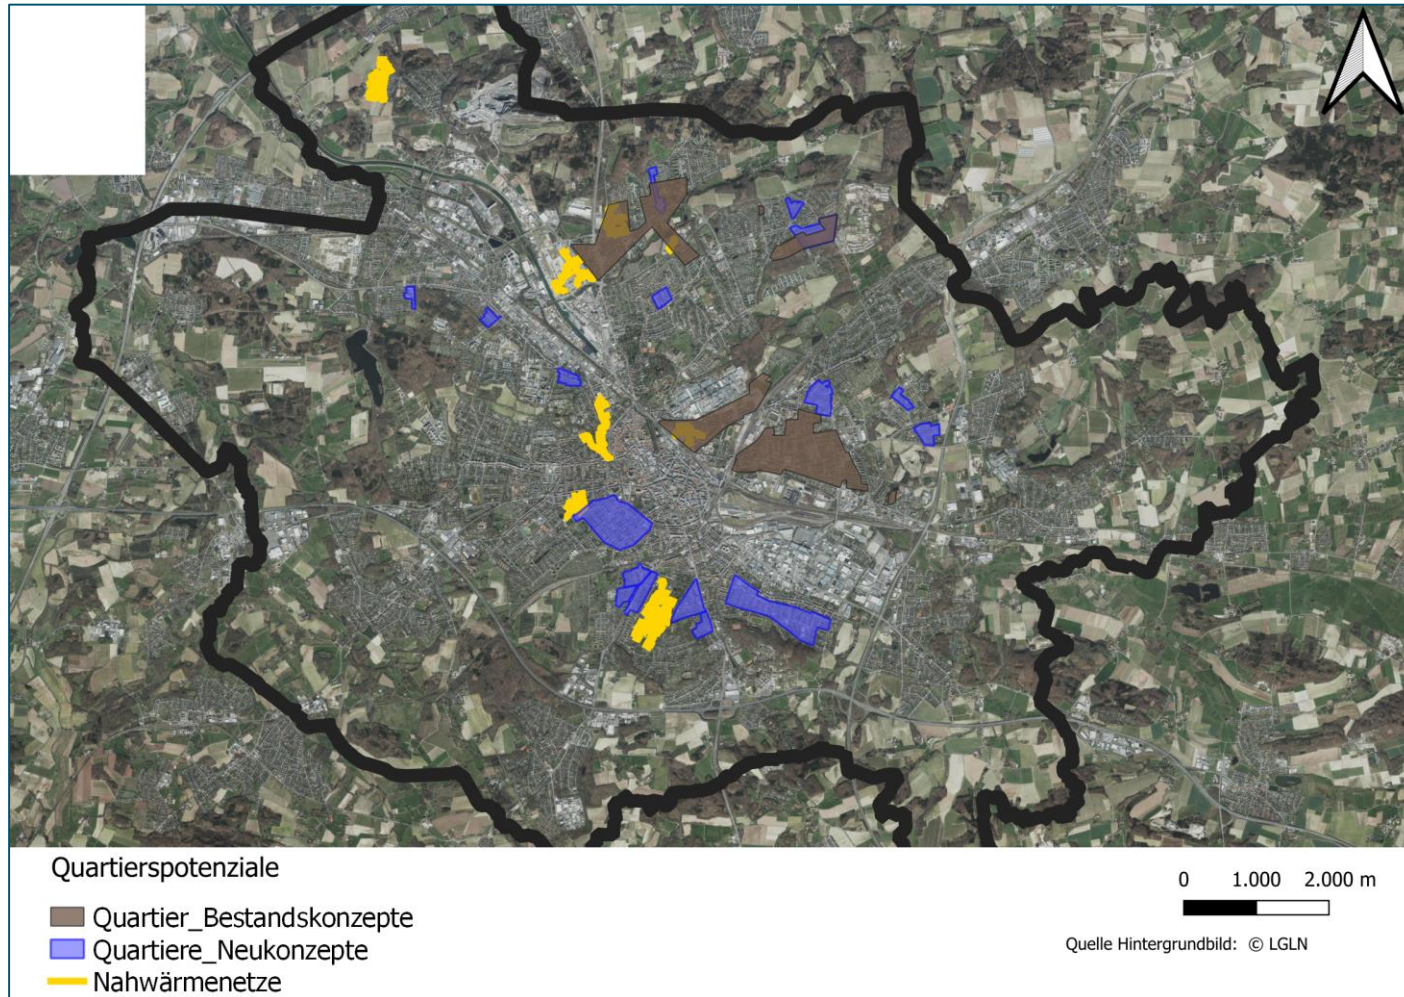 Quartierspotenziale
Quartier_Bestandskonzepte
Quartiere_Neukonzepte
Nahwärmenetze
0 1.000 2.000 m
Quelle Hintergrundbild: © LGLN